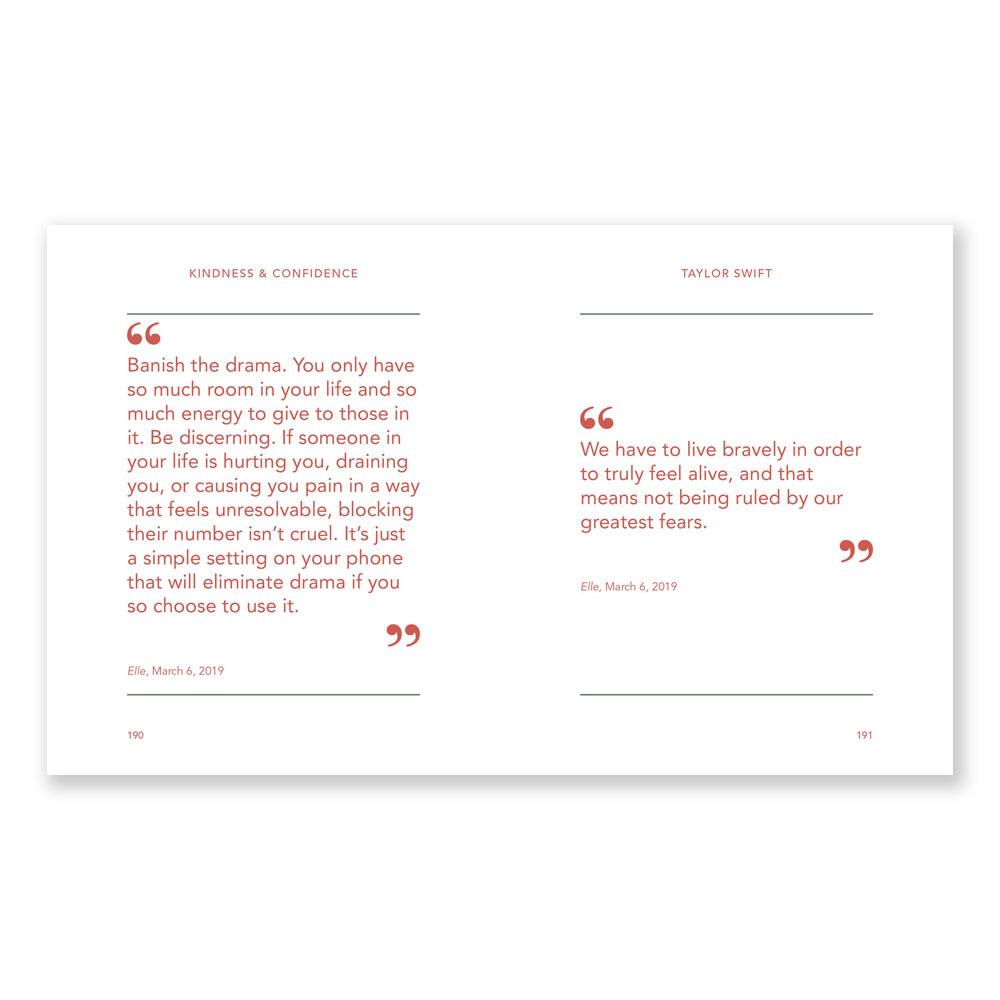 KINDNESS & CONFIDENCE
“
Banish the drama. You only have
so much room in your life and so
much energy to give to those in
it. Be discerning. If someone in
your life is hurting you, draining
you, or causing you pain in a way
that feels unresolvable, blocking
their number isn’t cruel. It’s just
a simple setting on your phone
that will eliminate drama if you
so choose to use it.
”
Elle, March 6, 2019
190
TAYLOR SWIFT
“
We have to live bravely in order
to truly feel alive, and that
means not being ruled by our
greatest fears.
”
Elle, March 6, 2019
191